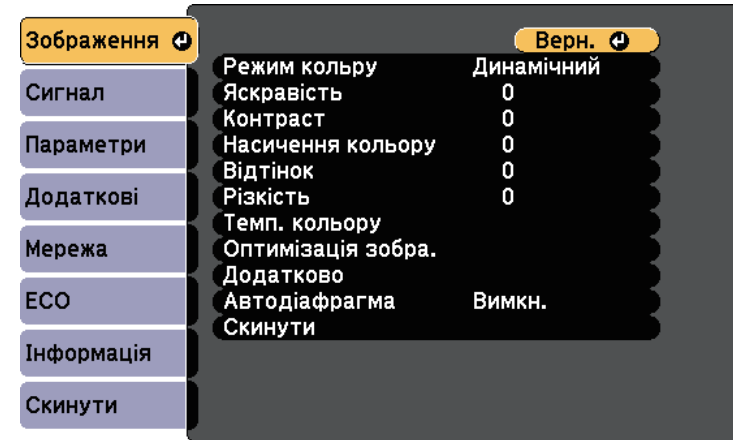 Зображення
Сигнал
Параметри
Додаткові
Мережа
ECO
Інформація
Скинути
Верн.
Режим кольру Динамічний
Яскравість 0
Контраст 0
Насичення кольору 0
Відтінок 0
Різкість 0
Темп. кольору
Оптимізація зобра.
Додатково
Автодіафрагма Вимкн.
Скинути